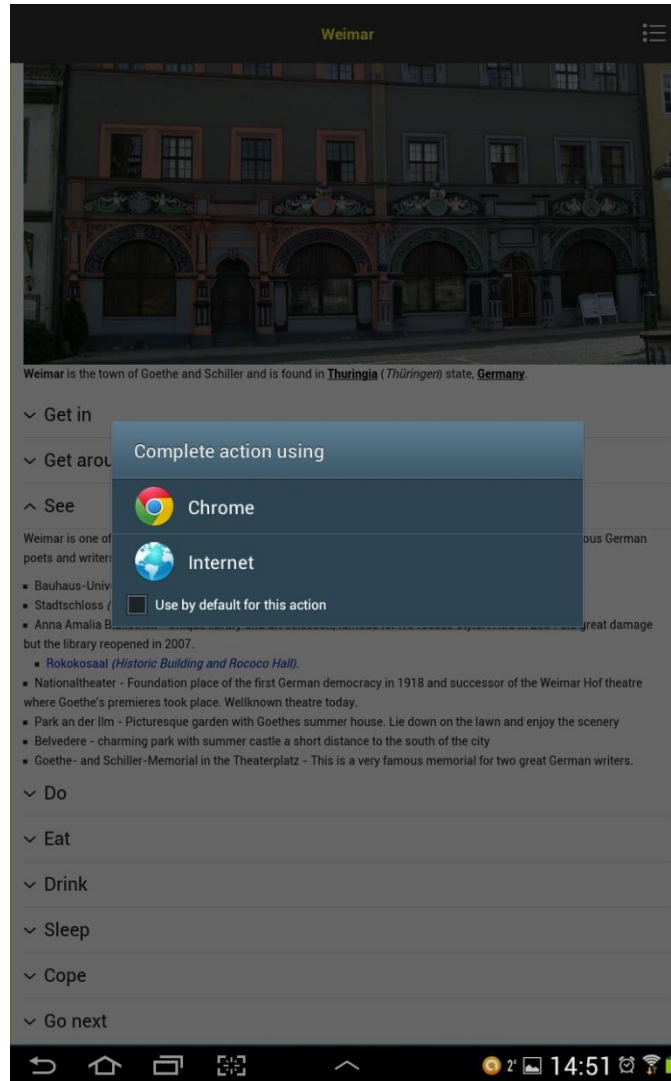 Weimar
Weimar is the town of Goethe and Schiller and is found in Thuringia (Thüringen) state, Germany.
Get in
Get arou
Complete action using
See
Chrome
Weimar is one of
ous German
poets and writer
Internet
Bauhaus-Univ
Stadtschloss (
Use by default for this action
Anna Amalia B
great damage
but the library reopened in 2007.
Rokokosaal (Historic Building and Rococo Hall).
Nationaltheater - Foundation place of the first German democracy in 1918 and successor of the Weimar Hof theatre
where Goethe's premieres took place. Wellknown theatre today.
Park an der Ilm - Picturesque garden with Goethes summer house. Lie down on the lawn and enjoy the scenery
Belvedere - charming park with summer castle a short distance to the south of the city
Goethe- and Schiller-Memorial in the Theaterplatz - This is a very famous memorial for two great German writers.
Do
Eat
Drink
Sleep
Cope
Go next
2° 14:51